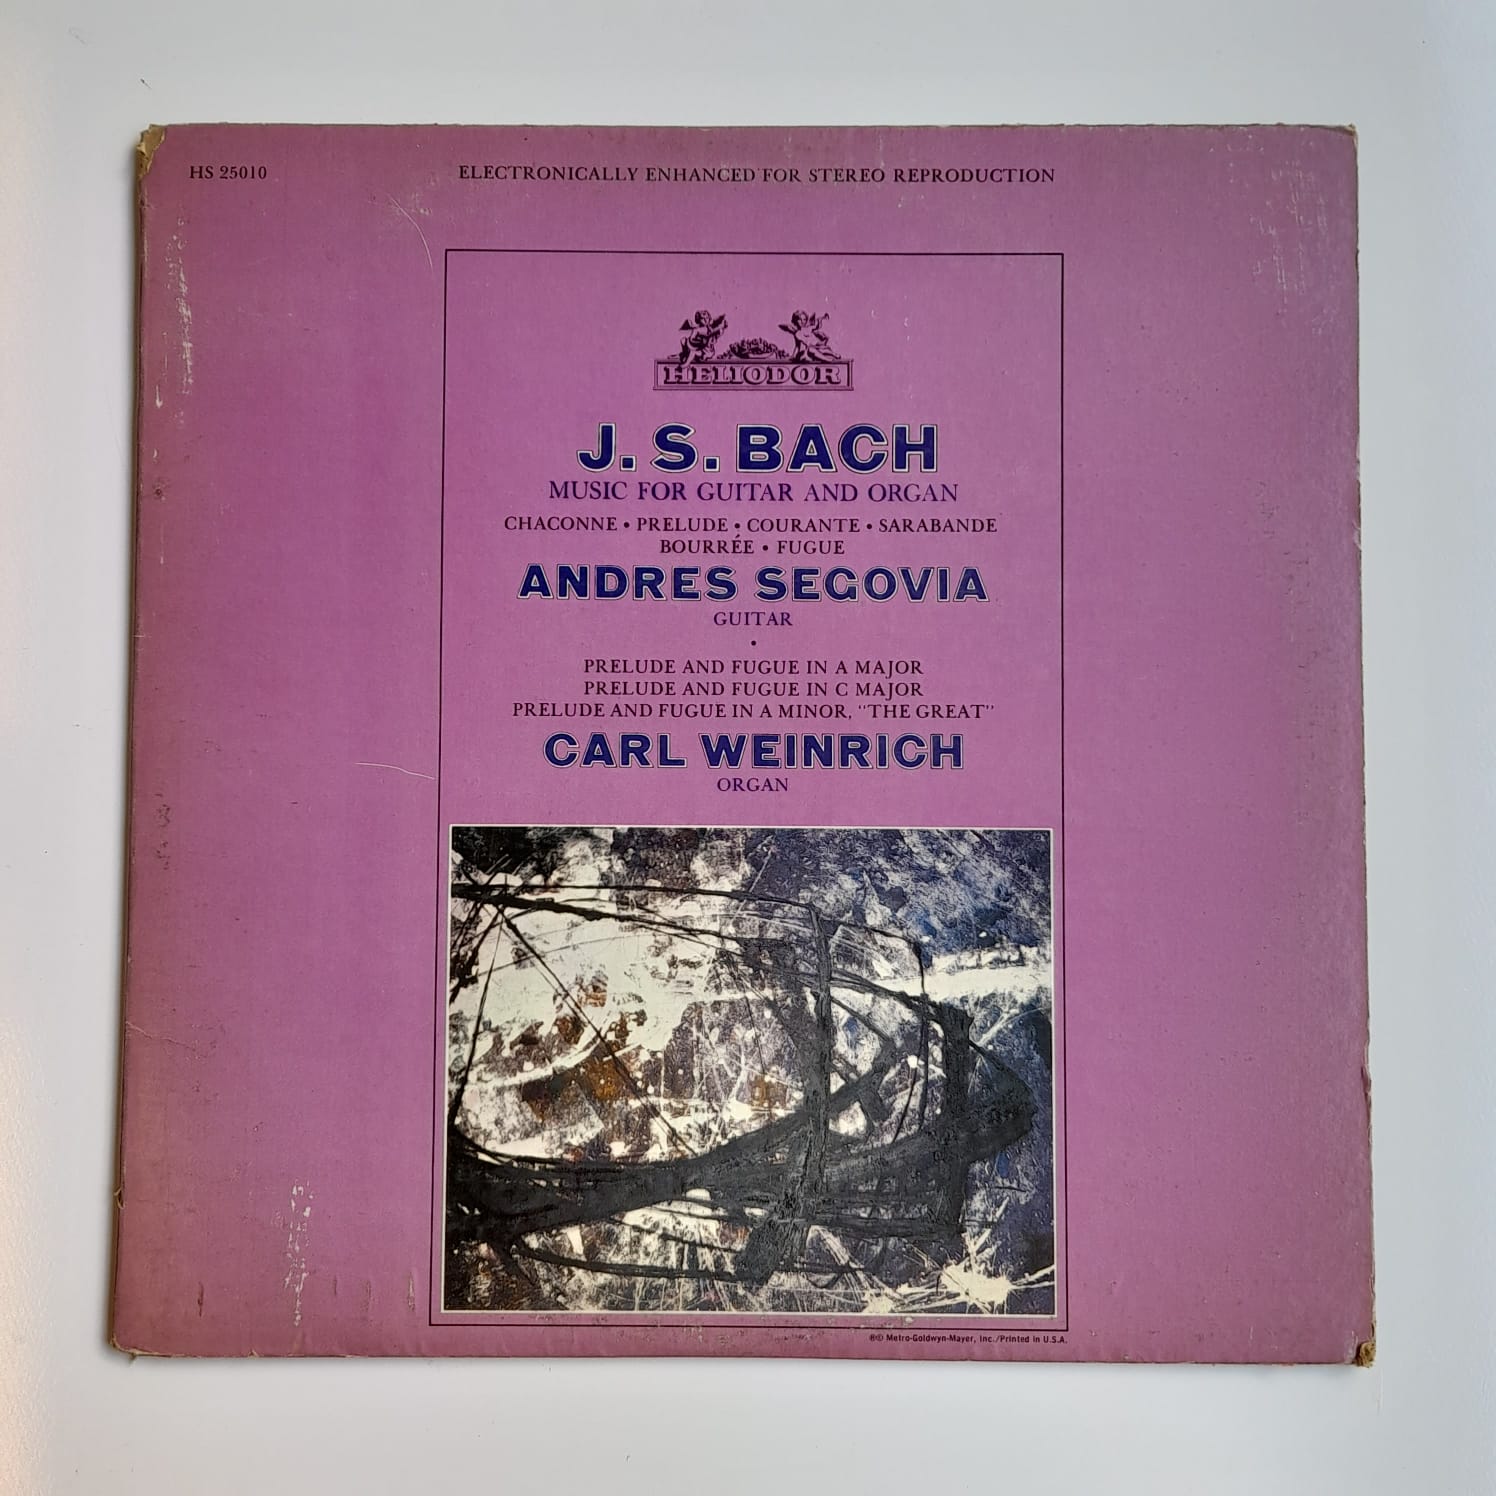 HS 25010
ELECTRONICALLY ENHANCED FOR STEREO REPRODUCTION
HELIODOR
J. S. BACH
MUSIC FOR GUITAR AND ORGAN
CHACONNE • PRELUDE • COURANTE • SARABANDE
BOURRÉE • FUGUE
ANDRES SEGOVIA
GUITAR
•
PRELUDE AND FUGUE IN A MAJOR
PRELUDE AND FUGUE IN C MAJOR
PRELUDE AND FUGUE IN A MINOR, "THE GREAT"
CARL WEINRICH
ORGAN
®© Metro-Goldwyn-Mayer, Inc./Printed in U.S.A.